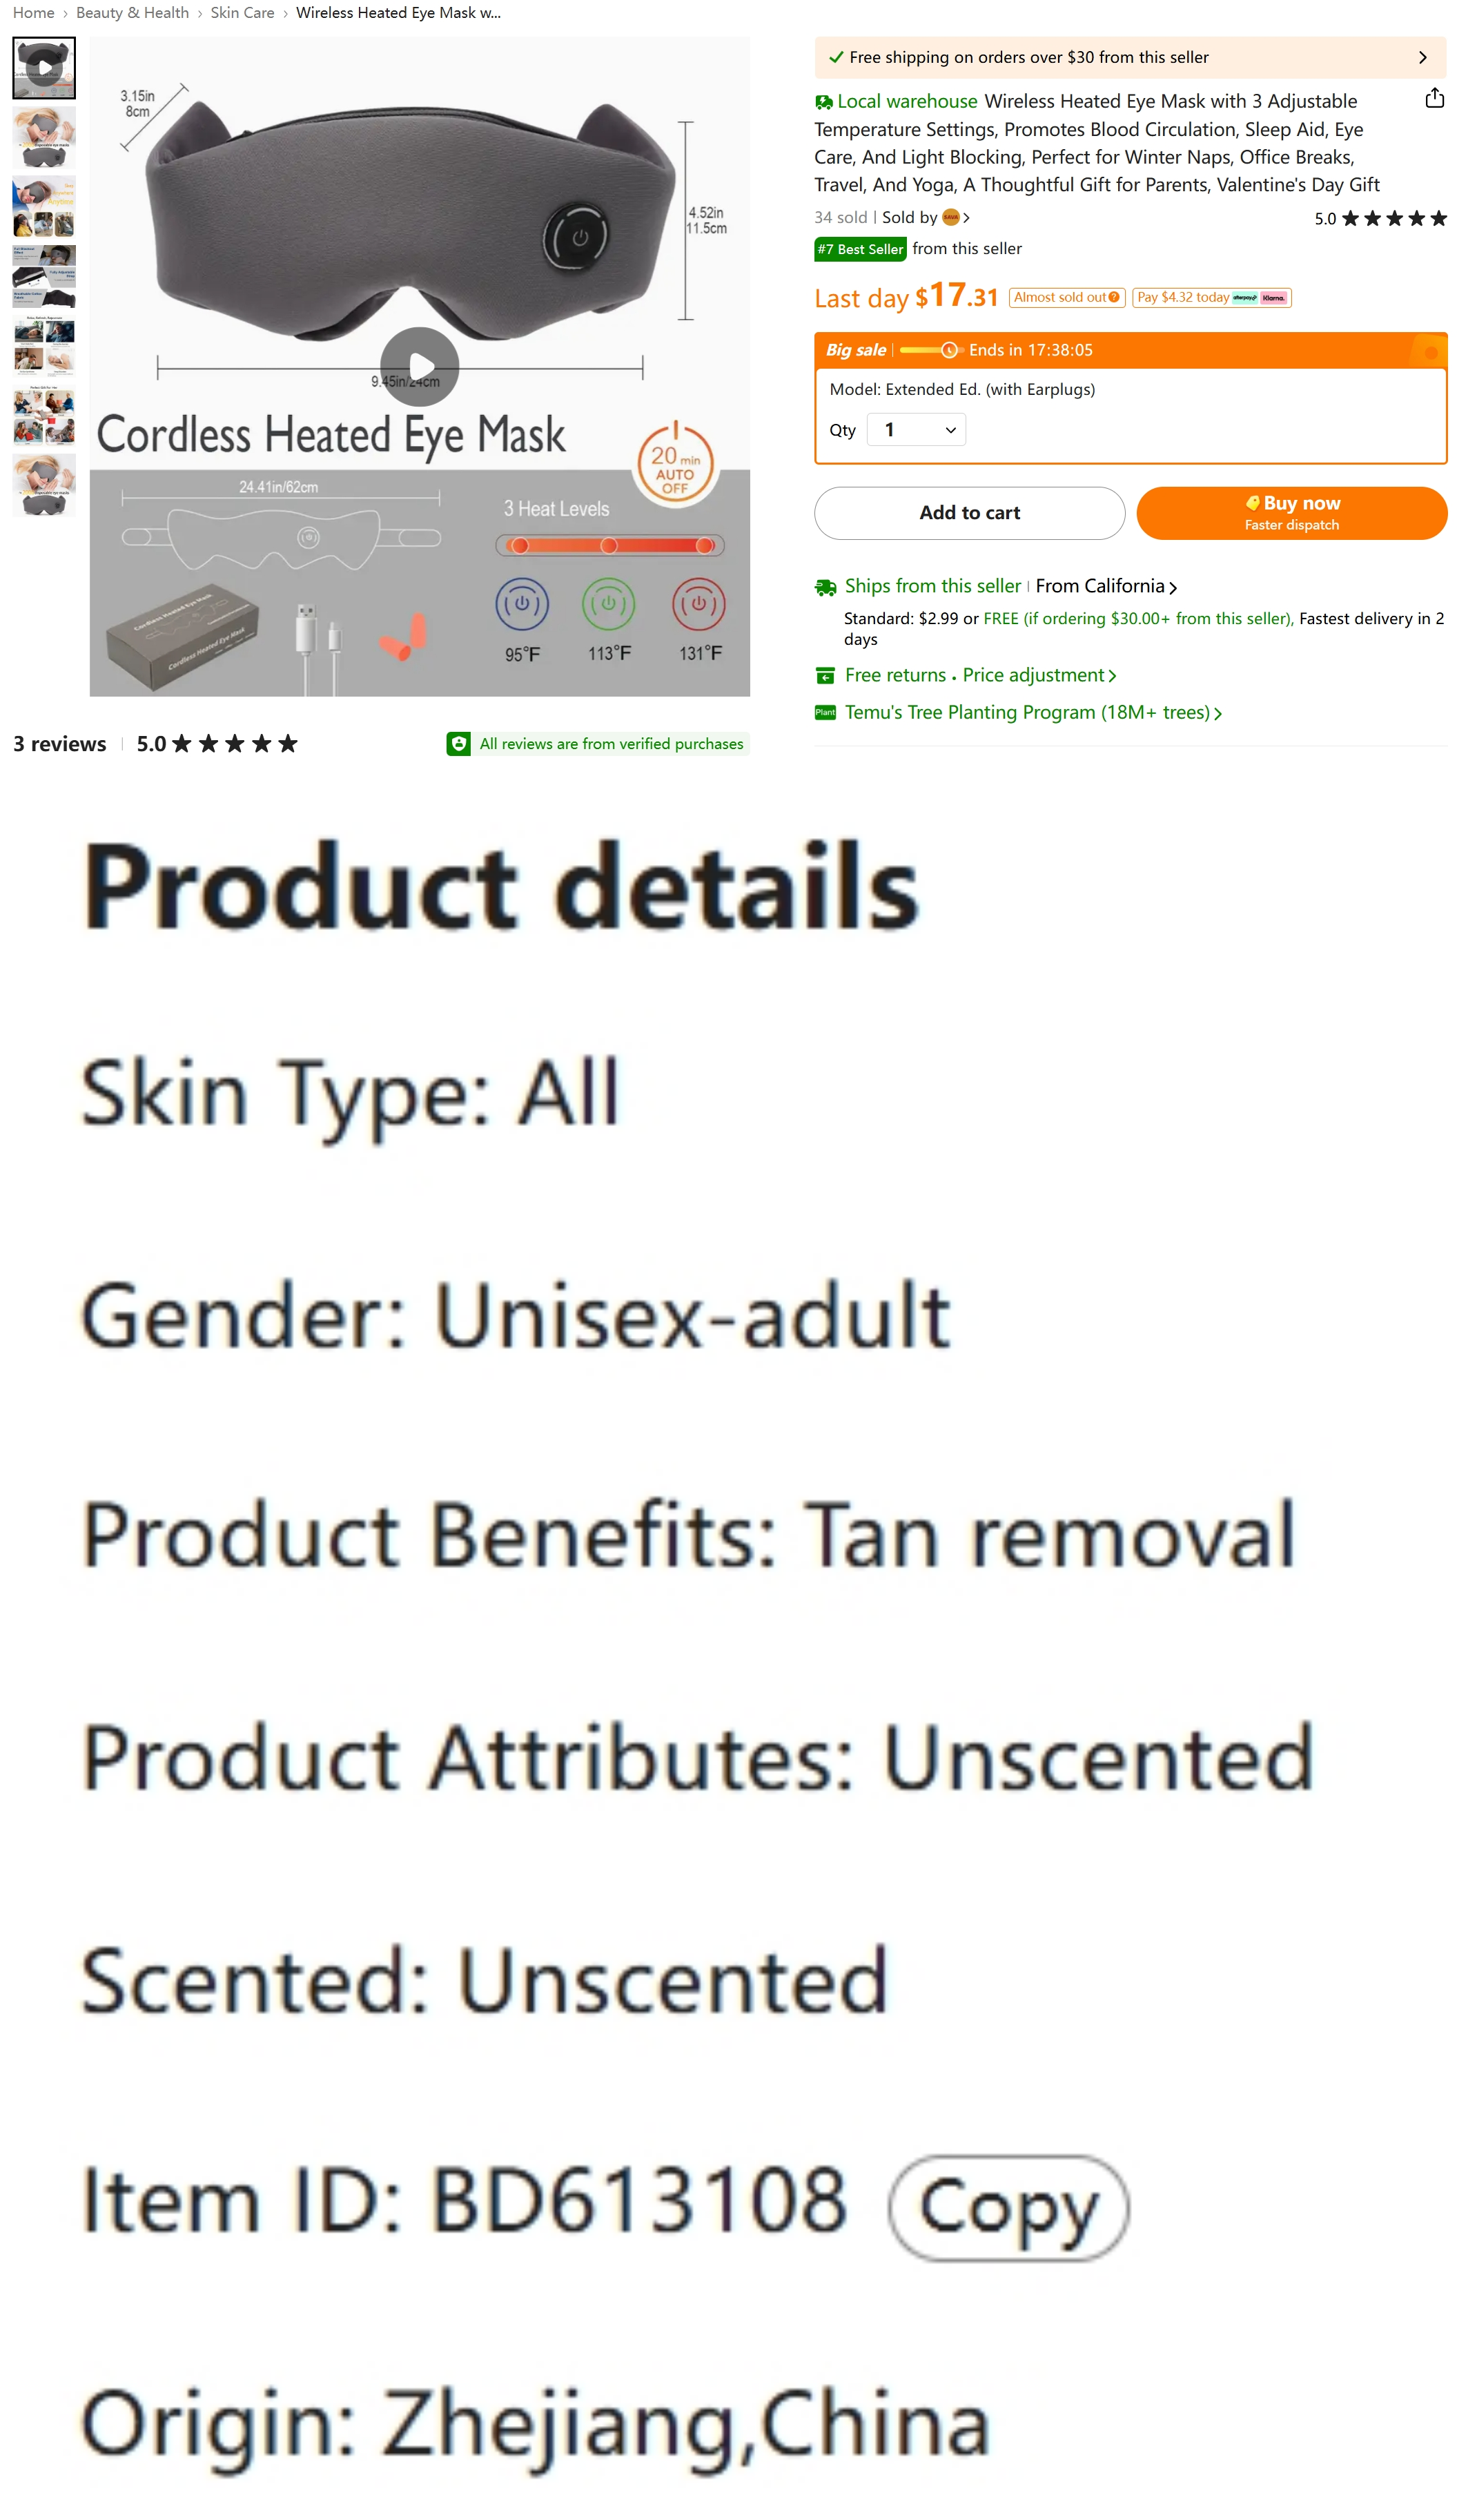 Home › Beauty & Health › Skin Care › Wireless Heated Eye Mask w...
3.15in
8cm
4.52in
11.5cm
9.45in/24cm
Cordless Heated Eye Mask
20 min
AUTO
OFF
24.41in/62cm
3 Heat Levels
Cordless Heated Eye Mask
Cordless Heated Eye Mask
95°F 113°F 131°F
3 reviews | 5.0 ★★★★★ All reviews are from verified purchases
Free shipping on orders over $30 from this seller
Local warehouse Wireless Heated Eye Mask with 3 Adjustable
Temperature Settings, Promotes Blood Circulation, Sleep Aid, Eye
Care, And Light Blocking, Perfect for Winter Naps, Office Breaks,
Travel, And Yoga, A Thoughtful Gift for Parents, Valentine's Day Gift
34 sold | Sold by
5.0 ★★★★★
#7 Best Seller from this seller
Last day $17.31 Almost sold out Pay $4.32 today afterpay Klarna.
Big sale | Ends in 17:38:05
Model: Extended Ed. (with Earplugs)
Qty 1
Add to cart
Buy now
Faster dispatch
Ships from this seller | From California
Standard: $2.99 or FREE (if ordering $30.00+ from this seller), Fastest delivery in 2
days
Free returns • Price adjustment
Plant Temu's Tree Planting Program (18M+ trees)
Product details
Skin Type: All
Gender: Unisex-adult
Product Benefits: Tan removal
Product Attributes: Unscented
Scented: Unscented
Item ID: BD613108 Copy
Origin: Zhejiang,China